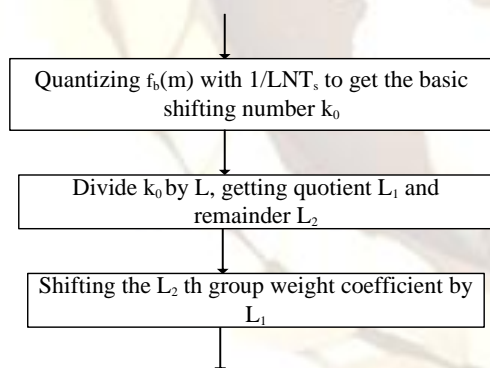 Quantizing f_b(m) with 1/LNT_s to get the basic
shifting number k_0
Divide k_0 by L, getting quotient L_1 and
remainder L_2
Shifting the L_2 th group weight coefficient by
L_1